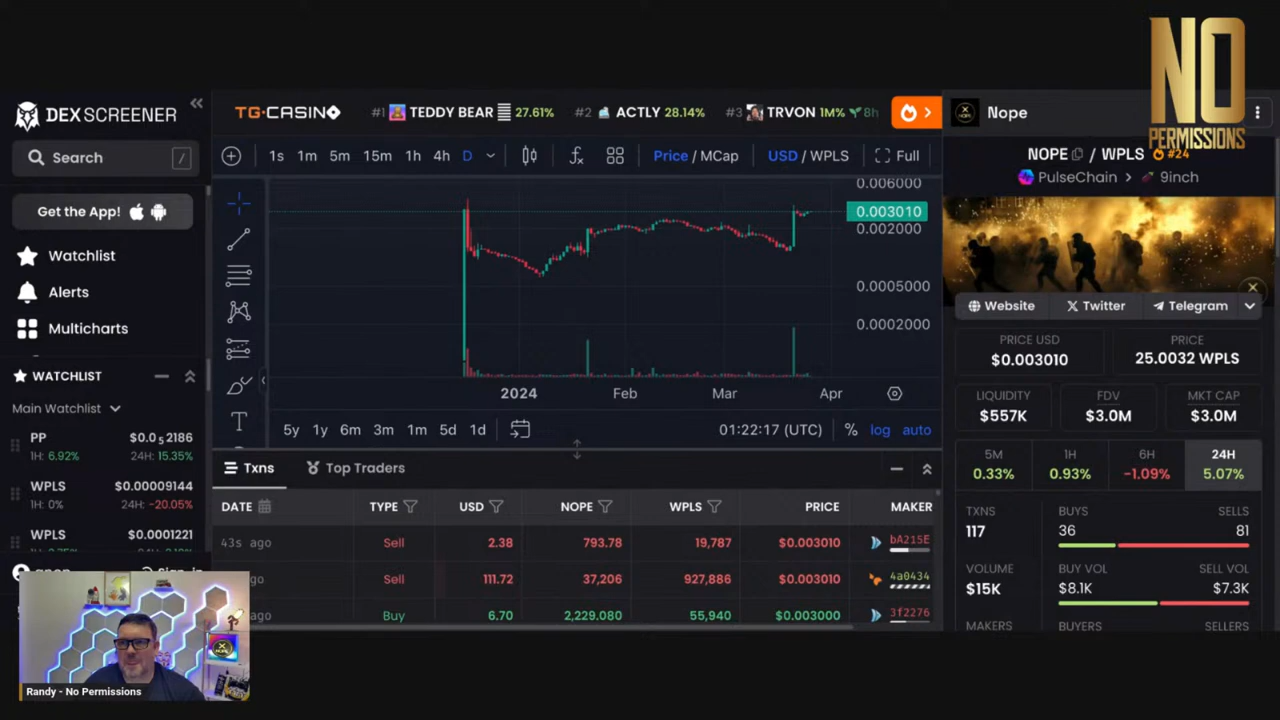 NO
PERMISSIONS
DEX SCREENER
Search
/
Get the App!
Watchlist
Alerts
Multicharts
WATCHLIST
Main Watchlist
PP $0.0₅2186
1H: 6.92% 24H: 15.35%
WPLS $0.00009144
1H: 0% 24H: -20.05%
WPLS $0.0001221
Randy - No Permissions
TG.CASINO
#1 TEDDY BEAR 27.61% #2 ACTLY 28.14% #3 TRVON 1M% 8h
1s 1m 5m 15m 1h 4h D Price / MCap USD / WPLS Full
0.006000
0.003010
0.002000
0.0005000
0.0002000
2024 Feb Mar Apr
5y 1y 6m 3m 1m 5d 1d 01:22:17 (UTC) % log auto
Txns Top Traders
DATE TYPE USD NOPE WPLS PRICE MAKER
43s ago Sell 2.38 793.78 19,787 $0.003010 bA215E
ago Sell 111.72 37,206 927,886 $0.003010 4a0434
ago Buy 6.70 2,229.080 55,940 $0.003000 3f2276
Nope
NOPE / WPLS #24
PulseChain > 9inch
Website Twitter Telegram
PRICE USD PRICE
$0.003010 25.0032 WPLS
LIQUIDITY FDV MKT CAP
$557K $3.0M $3.0M
5M 1H 6H 24H
0.33% 0.93% -1.09% 5.07%
TXNS BUYS SELLS
117 36 81
VOLUME BUY VOL SELL VOL
$15K $8.1K $7.3K
MAKERS BUYERS SELLERS